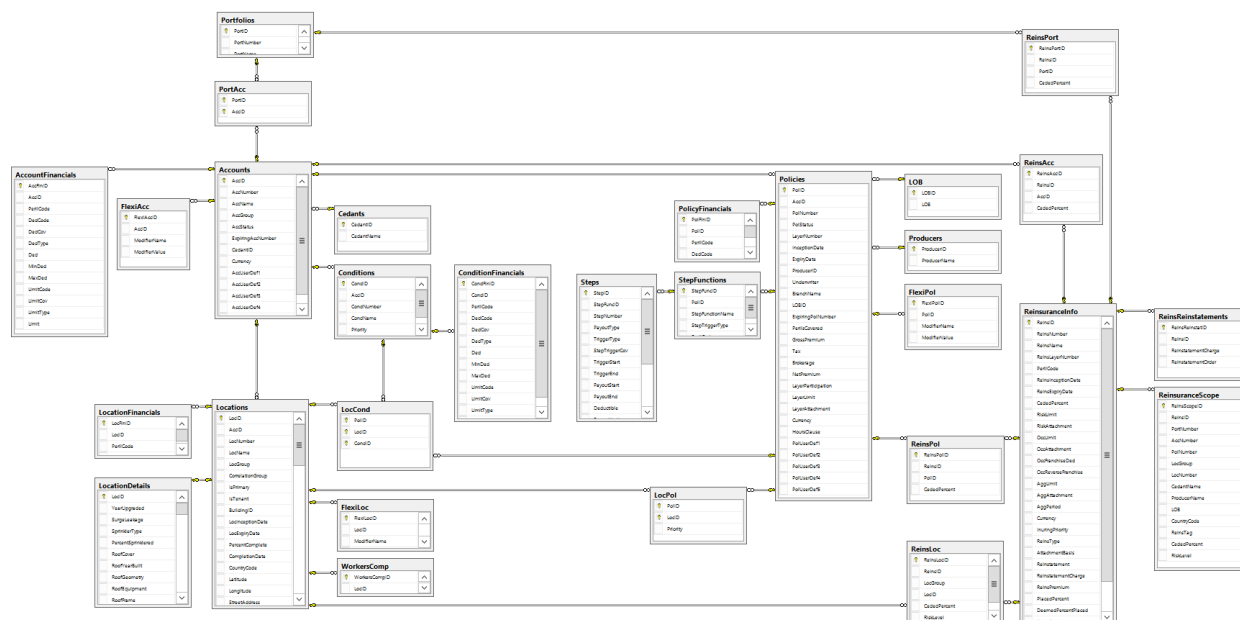 Portfolios
PortID
PortNumber
ReinsPort
ReinsPortID
ReinsID
PortID
CededPercent
PortAcc
PortID
AccID
AccountFinancials
AccFinID
AccID
PerilCode
DedCode
DedCov
DedType
Ded
MinDed
MaxDed
LimitCode
LimitCov
LimitType
Limit
FlexiAcc
FlexiAccID
AccID
ModifierName
ModifierValue
Accounts
AccID
AccNumber
AccName
AccGroup
AccStatus
ExpiringAccNumber
CedantID
Currency
AccUserDef1
AccUserDef2
AccUserDef3
AccUserDef4
Cedants
CedantID
CedantName
Conditions
CondID
AccID
CondNumber
CondName
Priority
ConditionFinancials
CondFinID
CondID
PerilCode
DedCode
DedCov
DedType
Ded
MinDed
MaxDed
LimitCode
LimitCov
LimitType
Steps
StepID
StepFuncID
StepNumber
PayoutType
TriggerType
StepTriggerCov
TriggerStart
TriggerEnd
PayoutStart
PayoutEnd
Deductible
PolicyFinancials
PolFinID
PolID
PerilCode
DedCode
StepFunctions
StepFuncID
PolID
StepFunctionName
StepTriggerType
Policies
PolID
AccID
PolNumber
PolStatus
LayerNumber
InceptionDate
ExpiryDate
ProducerID
Underwriter
BranchName
LOBID
ExpiringPolNumber
PerilsCovered
GrossPremium
Tax
Brokerage
NetPremium
LayerParticipation
LayerLimit
LayerAttachment
Currency
HoursClause
PolUserDef1
PolUserDef2
PolUserDef3
PolUserDef4
PolUserDef5
LOB
LOBID
LOB
Producers
ProducerID
ProducerName
FlexiPol
FlexiPolID
PolID
ModifierName
ModifierValue
ReinsAcc
ReinsAccID
ReinsID
AccID
CededPercent
ReinsuranceInfo
ReinsID
ReinsNumber
ReinsName
ReinsLayerNumber
PerilCode
ReinsInceptionDate
ReinsExpiryDate
CededPercent
RiskLimit
RiskAttachment
OccLimit
OccAttachment
OccFranchiseDed
OccReverseFranchise
AggLimit
AggAttachment
AggPeriod
Currency
InuringPriority
ReinsType
AttachmentBasis
Reinstatement
ReinstatementCharge
ReinsPremium
PlacedPercent
DeemedPercentPlaced
ReinsReinstatements
ReinsReinstatID
ReinsID
ReinstatementCharge
ReinstatementOrder
ReinsuranceScope
ReinsScopeID
ReinsID
PortNumber
AccNumber
PolNumber
LocGroup
LocNumber
CedantName
ProducerName
LOB
CountryCode
ReinsTag
CededPercent
RiskLevel
LocationFinancials
LocFinID
LocID
PerilCode
LocationDetails
LocID
YearUpgraded
SurgeLeakage
SprinklerType
PercentSprinklered
RoofCover
RoofYearBuilt
RoofGeometry
RoofEquipment
RoofFrame
Locations
LocID
AccID
LocNumber
LocName
LocGroup
CorrelationGroup
IsPrimary
IsTenant
BuildingID
LocInceptionDate
LocExpiryDate
PercentComplete
CompletionDate
CountryCode
Latitude
Longitude
StreetAddress
LocCond
PolID
LocID
CondID
FlexiLoc
FlexiLocID
LocID
ModifierName
WorkersComp
WorkersCompID
LocID
LocPol
PolID
LocID
Priority
ReinsPol
ReinsPolID
ReinsID
PolID
CededPercent
ReinsLoc
ReinsLocID
ReinsID
LocGroup
LocID
CededPercent
RiskLevel